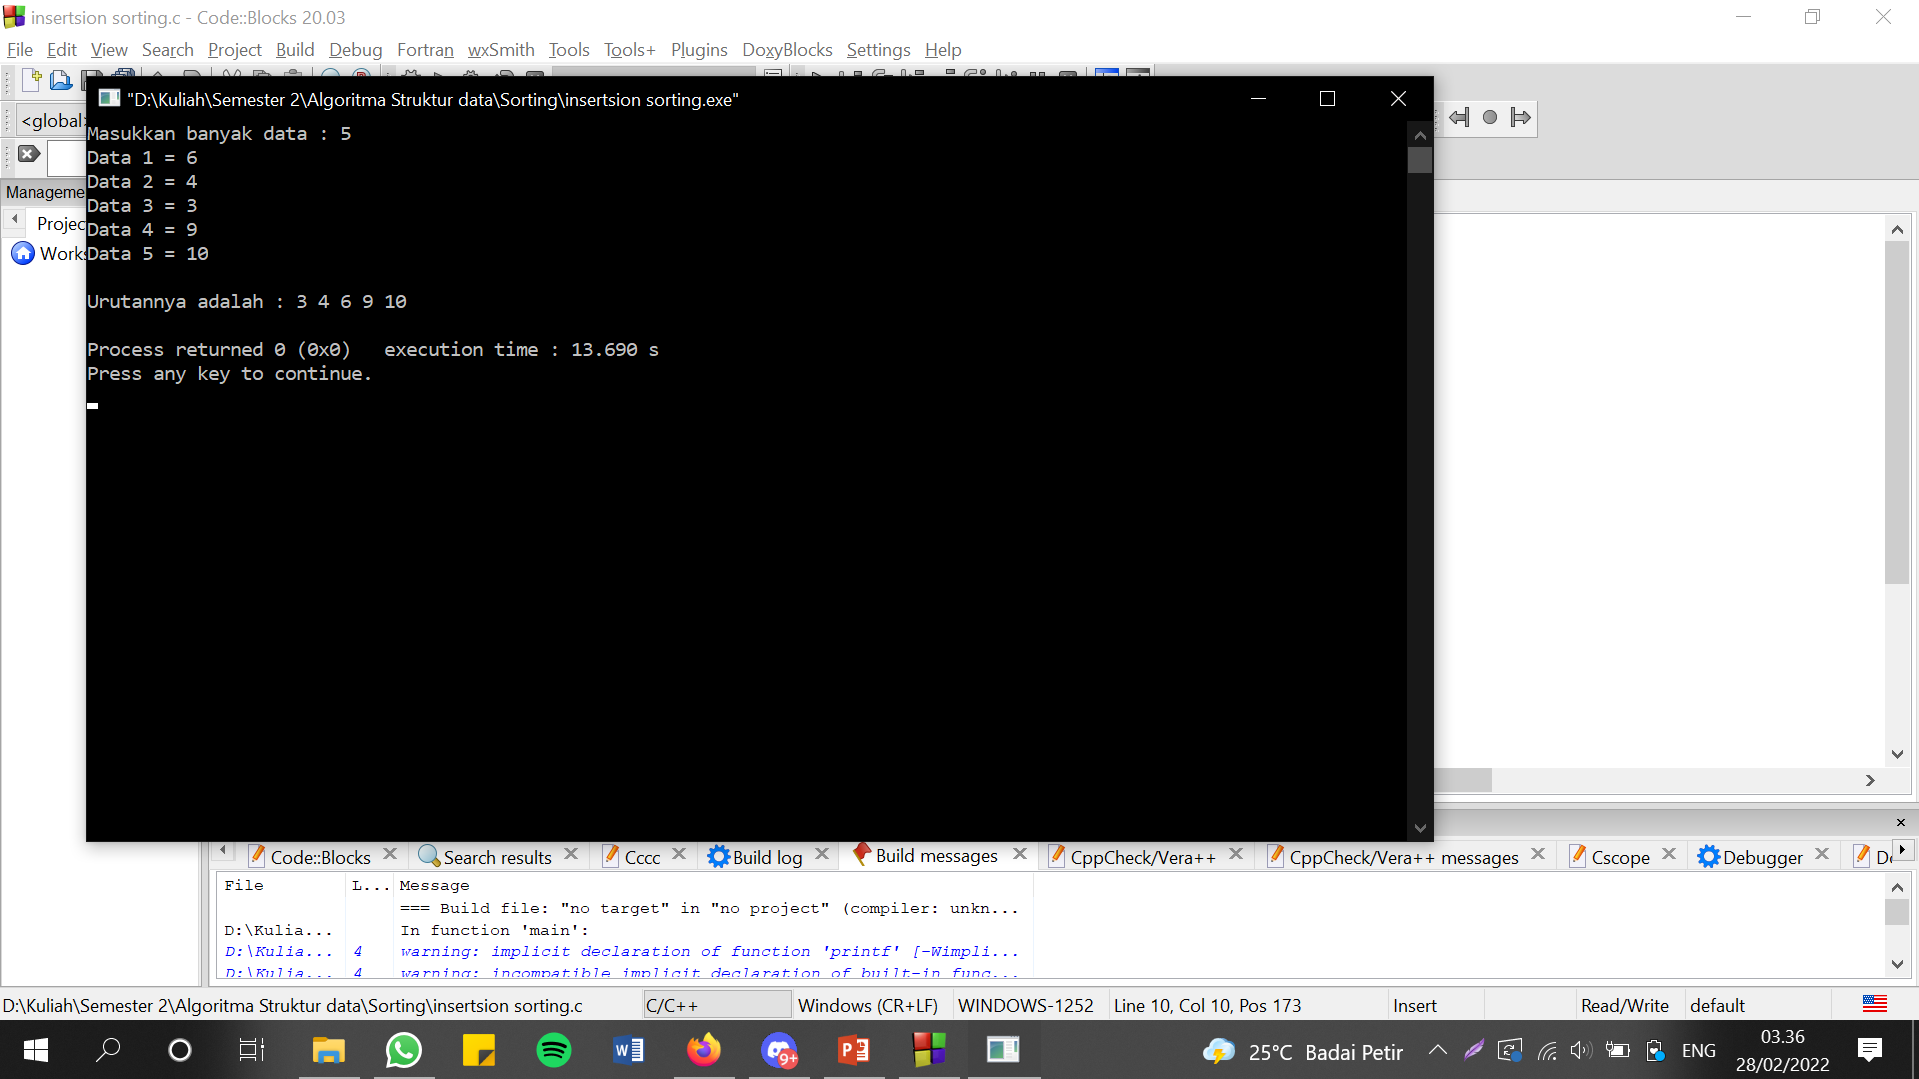 insertsion sorting.c - Code::Blocks 20.03
File Edit View Search Project Build Debug Fortran wxSmith Tools Tools+ Plugins DoxyBlocks Settings Help
"D:\Kuliah\Semester 2\Algoritma Struktur data\Sorting\insertsion sorting.exe"
<global>
Masukkan banyak data : 5
Data 1 = 6
Data 2 = 4
Data 3 = 3
Data 4 = 9
Data 5 = 10
Urutannya adalah : 3 4 6 9 10
Process returned 0 (0x0)   execution time : 13.690 s
Press any key to continue.
Manageme
Projec
Works
Code::Blocks Search results Cccc Build log Build messages CppCheck/Vera++ CppCheck/Vera++ messages Cscope Debugger
File L... Message
=== Build file: "no target" in "no project" (compiler: unkn...
D:\Kulia... In function 'main':
D:\Kulia... 4 warning: implicit declaration of function 'printf' [-Wimpli...
D:\Kulia... 4 warning: incompatible implicit declaration of built-in func...
D:\Kuliah\Semester 2\Algoritma Struktur data\Sorting\insertsion sorting.c C/C++ Windows (CR+LF) WINDOWS-1252 Line 10, Col 10, Pos 173 Insert Read/Write default
9+
25°C Badai Petir ENG
03.36
28/02/2022